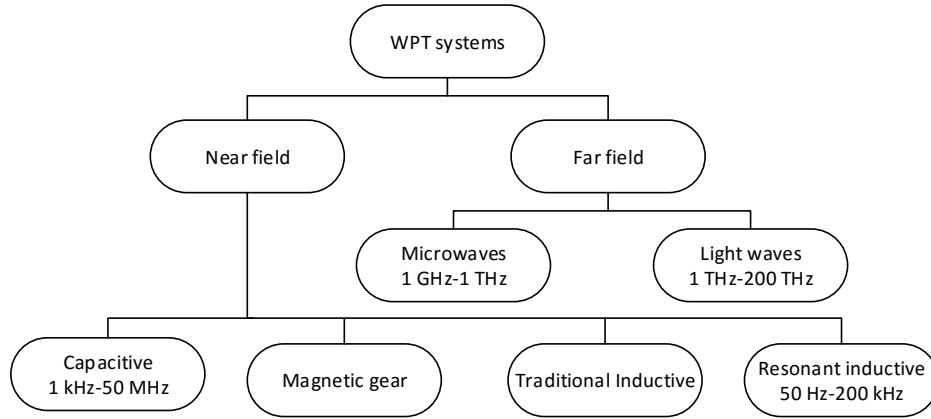 WPT systems
Near field
Far field
Microwaves
1 GHz-1 THz
Light waves
1 THz-200 THz
Capacitive
1 kHz-50 MHz
Magnetic gear
Traditional Inductive
Resonant inductive
50 Hz-200 kHz